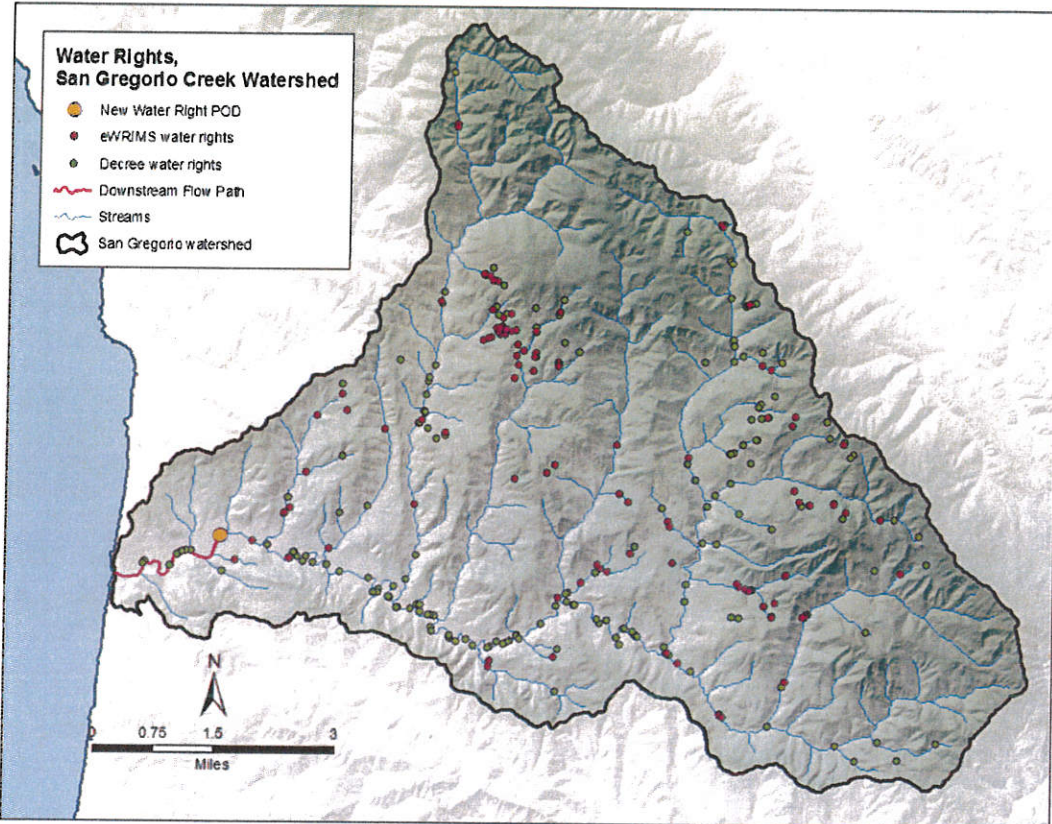 Water Rights,
San Gregorio Creek Watershed
New Water Right POD
eWRIMS water rights
Decree water rights
Downstream Flow Path
Streams
San Gregorio watershed
N
0 0.75 1.5 3
Miles